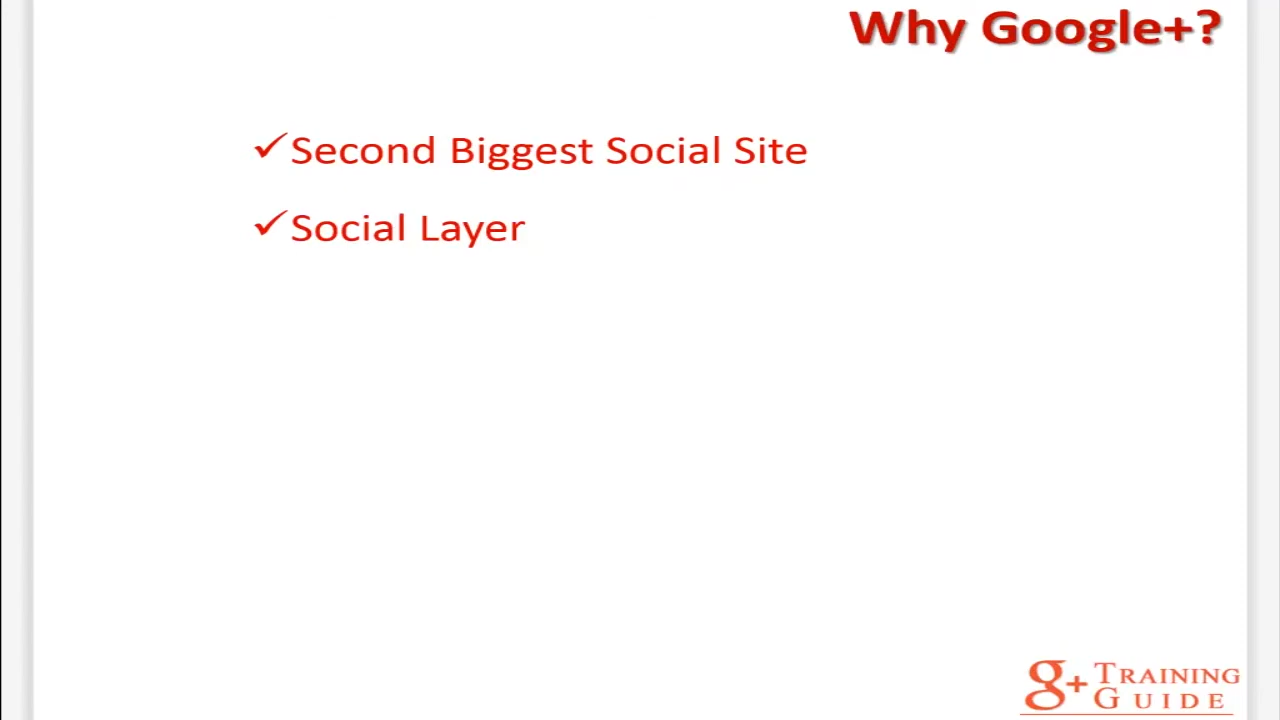 Why Google+?
✓Second Biggest Social Site
✓Social Layer
g+ TRAINING
GUIDE